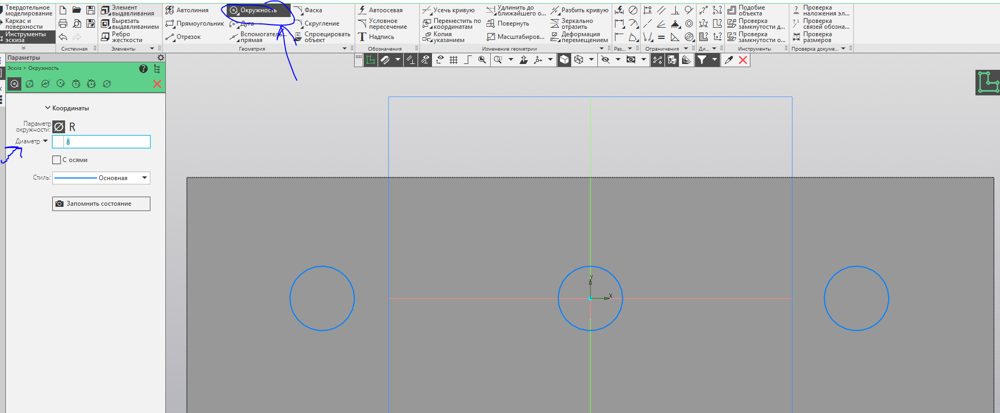 Твердотельное моделирование
Каркас и поверхности
Инструменты эскиза
Системная
Элемент выдавливания
Вырезать выдавливанием
Ребро жесткости
Элементы
Автолиния
Прямоугольник
Отрезок
Окружность
Дуга
Вспомогатель... прямая
Фаска
Скругление
Спроецировать объект
Геометрия
Автоосевая
Условное пересечение
Надпись
Обозначения
Усечь кривую
Переместить по координатам
Копия указанием
Удлинить до ближайшего о...
Повернуть
Масштабиров...
Разбить кривую
Зеркально отразить
Деформация перемещением
Изменение геометрии
Раз...
Ограничения
Ди...
Подобие объекта
Проверка замкнутости д...
Проверка замкнутости о...
Инструменты
Проверка наложения эл...
Проверка связей обозна...
Проверка размеров
Проверка докуме...
Параметры
Эскиз > Окружность
Координаты
Параметр окружности:
R
Диаметр
8
С осями
Стиль:
Основная
Запомнить состояние
Y
X